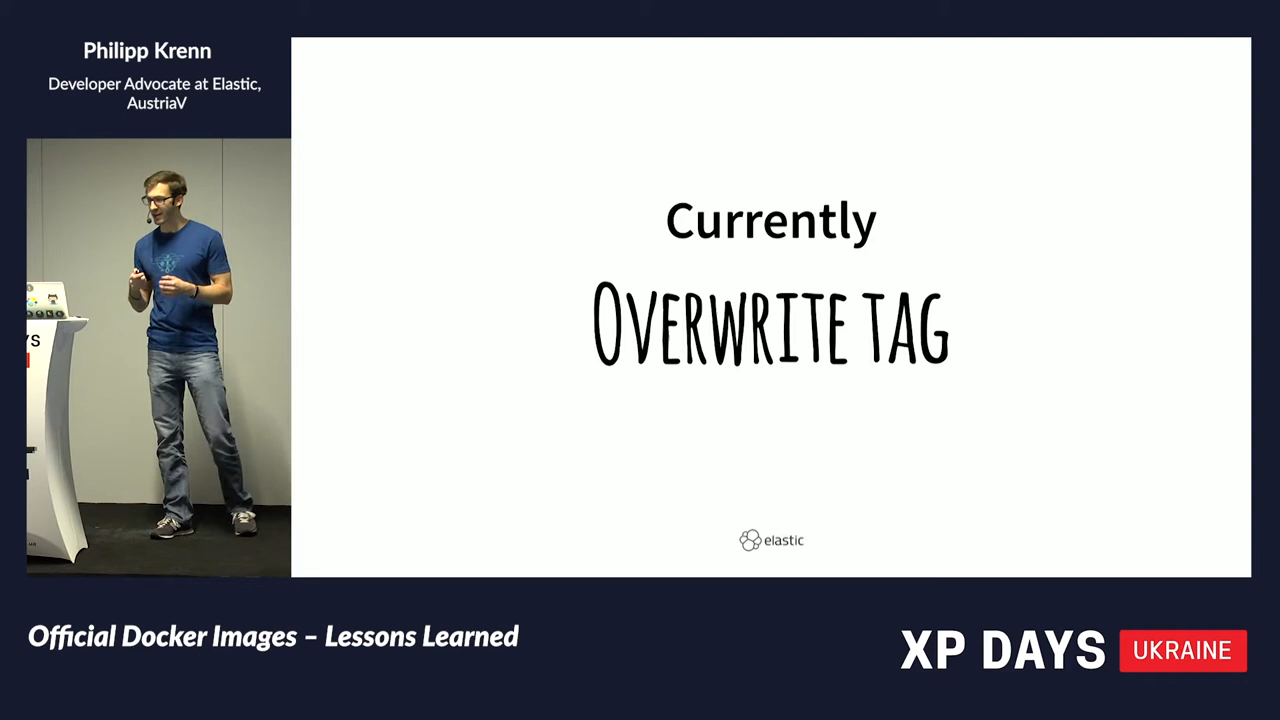 Philipp Krenn
Developer Advocate at Elastic,
AustriaV
Currently
OVERWRITE TAG
elastic
YS
Official Docker Images – Lessons Learned
XP DAYS
UKRAINE